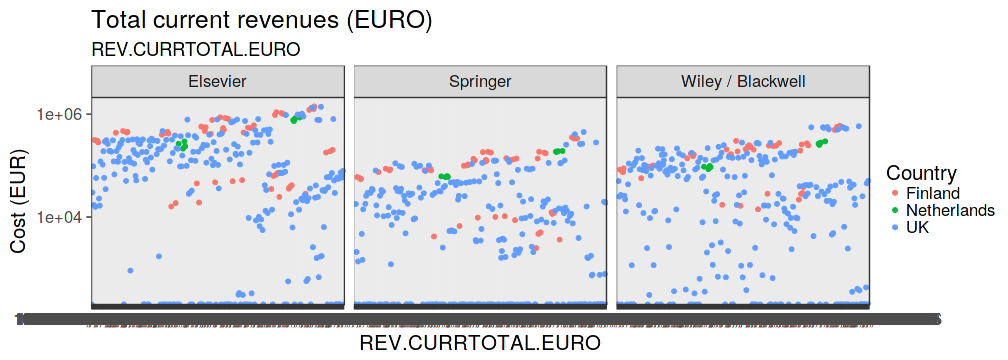 Total current revenues (EURO)
REV.CURRTOTAL.EURO
Elsevier
Springer
Wiley / Blackwell
1e+06
1e+04
Cost (EUR)
REV.CURRTOTAL.EURO
Country
Finland
Netherlands
UK